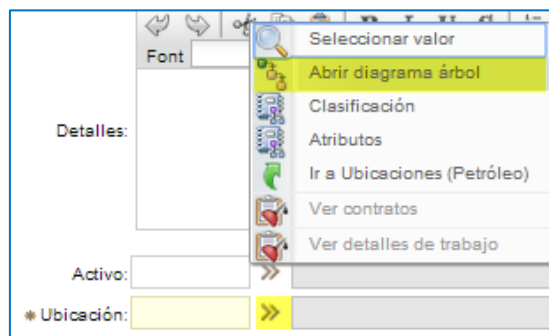 B I U S
Font
Seleccionar valor
Abrir diagrama árbol
Clasificación
Detalles:
Atributos
Ir a Ubicaciones (Petróleo)
Ver contratos
Ver detalles de trabajo
Activo:
* Ubicación: